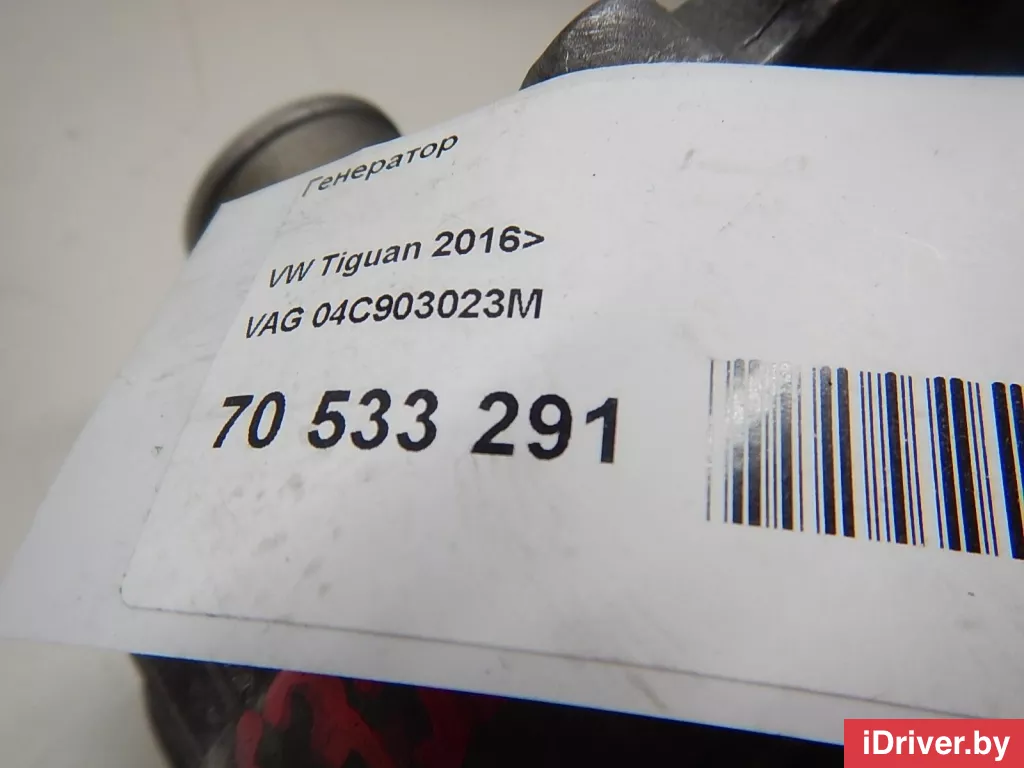 Генератор
VW Tiguan 2016>
VAG 04C903023M
70 533 291
iDriver.by